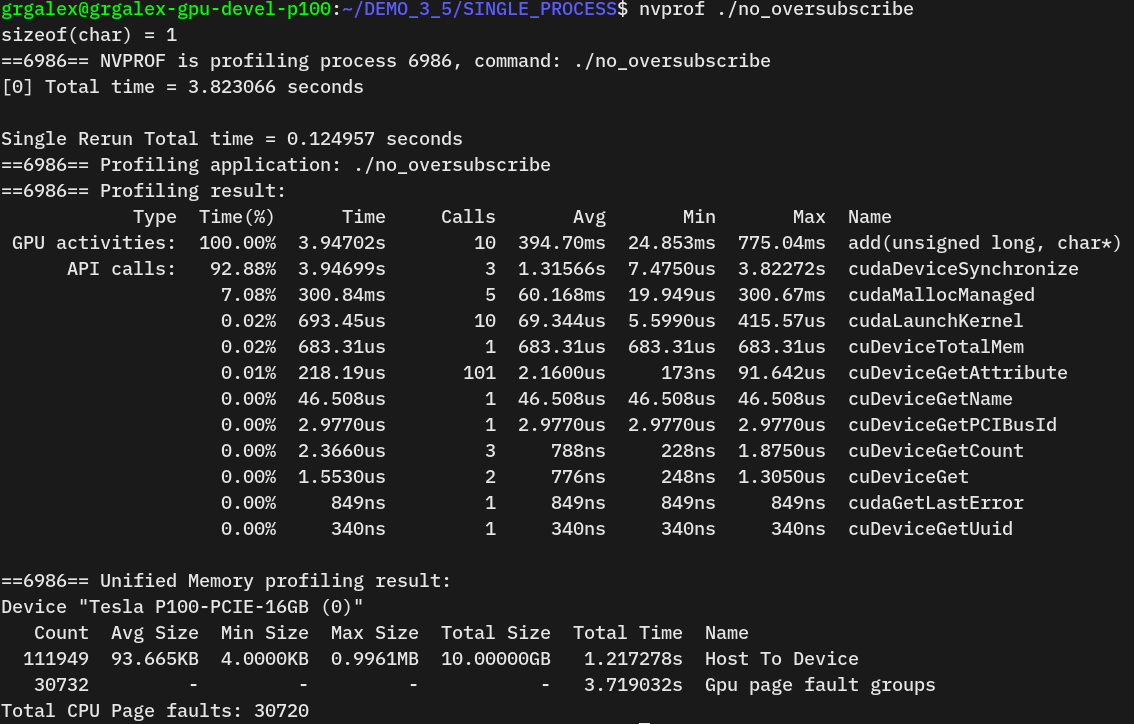 grgalex@grgalex-gpu-devel-p100:~/DEMO_3_5/SINGLE_PROCESS$ nvprof ./no_oversubscribe
sizeof(char) = 1
==6986== NVPROF is profiling process 6986, command: ./no_oversubscribe
[0] Total time = 3.823066 seconds
Single Rerun Total time = 0.124957 seconds
==6986== Profiling application: ./no_oversubscribe
==6986== Profiling result:
Type Time(%) Time Calls Avg Min Max Name
GPU activities: 100.00% 3.94702s 10 394.70ms 24.853ms 775.04ms add(unsigned long, char*)
API calls: 92.88% 3.94699s 3 1.31566s 7.4750us 3.82272s cudaDeviceSynchronize
7.08% 300.84ms 5 60.168ms 19.949us 300.67ms cudaMallocManaged
0.02% 693.45us 10 69.344us 5.5990us 415.57us cudaLaunchKernel
0.02% 683.31us 1 683.31us 683.31us 683.31us cuDeviceTotalMem
0.01% 218.19us 101 2.1600us 173ns 91.642us cuDeviceGetAttribute
0.00% 46.508us 1 46.508us 46.508us 46.508us cuDeviceGetName
0.00% 2.9770us 1 2.9770us 2.9770us 2.9770us cuDeviceGetPCIBusId
0.00% 2.3660us 3 788ns 228ns 1.8750us cuDeviceGetCount
0.00% 1.5530us 2 776ns 248ns 1.3050us cuDeviceGet
0.00% 849ns 1 849ns 849ns 849ns cudaGetLastError
0.00% 340ns 1 340ns 340ns 340ns cuDeviceGetUuid
==6986== Unified Memory profiling result:
Device "Tesla P100-PCIE-16GB (0)"
Count Avg Size Min Size Max Size Total Size Total Time Name
111949 93.665KB 4.0000KB 0.9961MB 10.00000GB 1.217278s Host To Device
30732 - - - - 3.719032s Gpu page fault groups
Total CPU Page faults: 30720